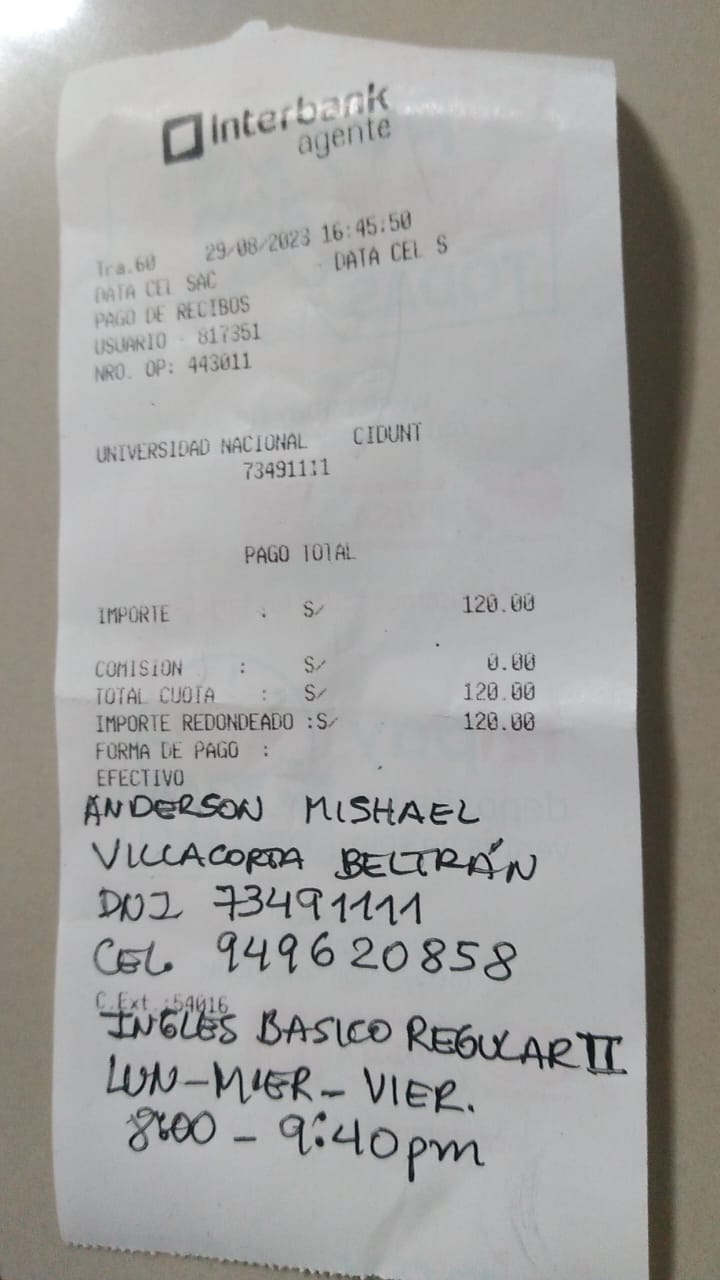 Interbank
agente
Tra.60 29/08/2023 16:45:50
DATA CEL SAC DATA CEL S
PAGO DE RECIBOS
USUARIO - 817351
NRO. OP: 443011
UNIVERSIDAD NACIONAL CIDUNT
73491111
PAGO TOTAL
IMPORTE : S/ 120.00
COMISION : S/ 0.00
TOTAL CUOTA : S/ 120.00
IMPORTE REDONDEADO :S/ 120.00
FORMA DE PAGO :
EFECTIVO
ANDERSON MISHAEL
VILLACORTA BELTRÁN
DNI 73491111
CEL. 949620858
C.Ext.:54016
INGLES BASICO REGULAR II
LUN-MIER-VIER.
8:00 - 9:40pm